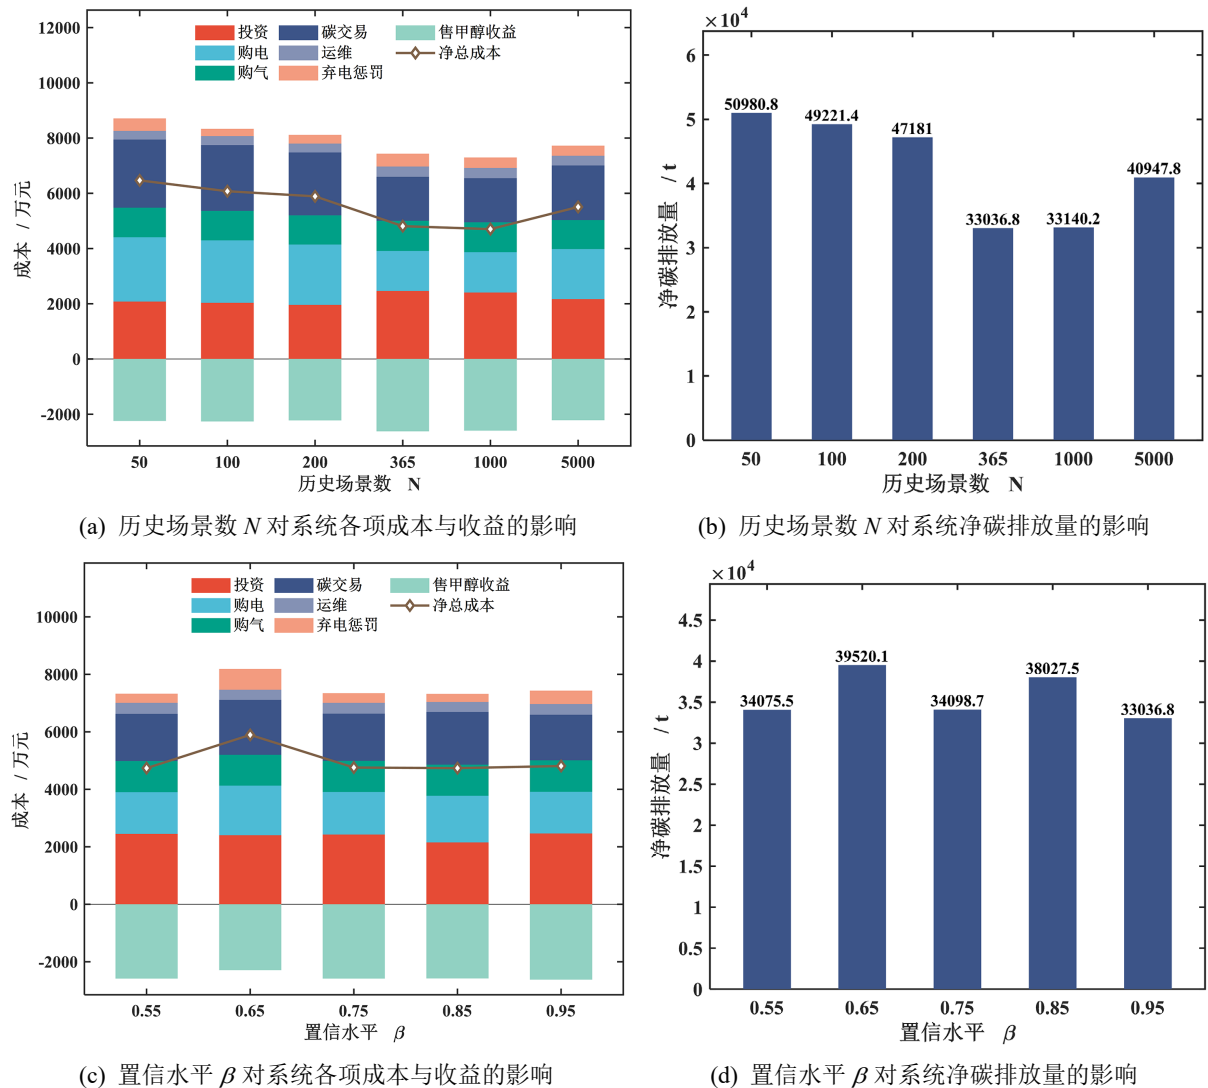 12000
10000
8000
6000
4000
2000
0
-2000
成本 / 万元
投资 碳交易 售甲醇收益
购电 运维 净总成本
购气 弃电惩罚
50 100 200 365 1000 5000
历史场景数 N
(a) 历史场景数 N 对系统各项成本与收益的影响
×10⁴
6
5
4
3
2
1
0
净碳排放量 / t
50980.8 49221.4 47181 33036.8 33140.2 40947.8
50 100 200 365 1000 5000
历史场景数 N
(b) 历史场景数 N 对系统净碳排放量的影响
10000
8000
6000
4000
2000
0
-2000
成本 / 万元
投资 碳交易 售甲醇收益
购电 运维 净总成本
购气 弃电惩罚
0.55 0.65 0.75 0.85 0.95
置信水平 β
(c) 置信水平 β 对系统各项成本与收益的影响
×10⁴
4.5
4
3.5
3
2.5
2
1.5
1
0.5
0
净碳排放量 / t
34075.5 39520.1 34098.7 38027.5 33036.8
0.55 0.65 0.75 0.85 0.95
置信水平 β
(d) 置信水平 β 对系统净碳排放量的影响